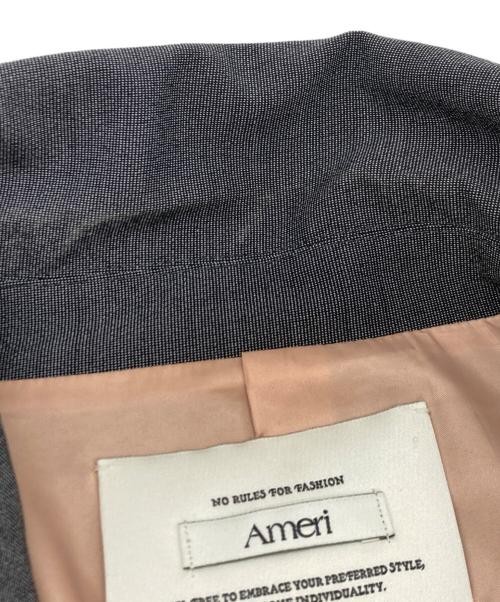 NO RULES FOR FASHION
Ameri
FREE TO EMBRACE YOUR PREFERRED STYLE,
INDIVIDUALITY.